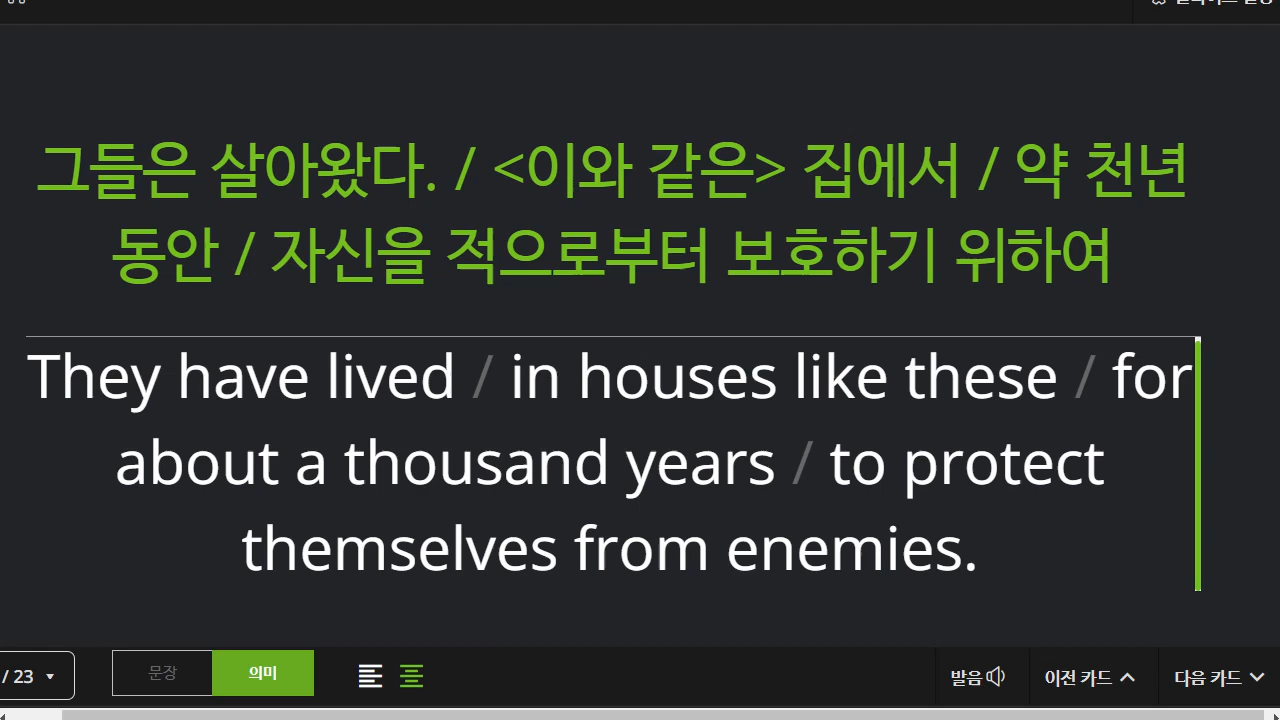 그들은 살아왔다. / <이와 같은> 집에서 / 약 천년
동안 / 자신을 적으로부터 보호하기 위하여
They have lived / in houses like these / for
about a thousand years / to protect
themselves from enemies.
/ 23 문장 의미 발음 이전 카드 다음 카드